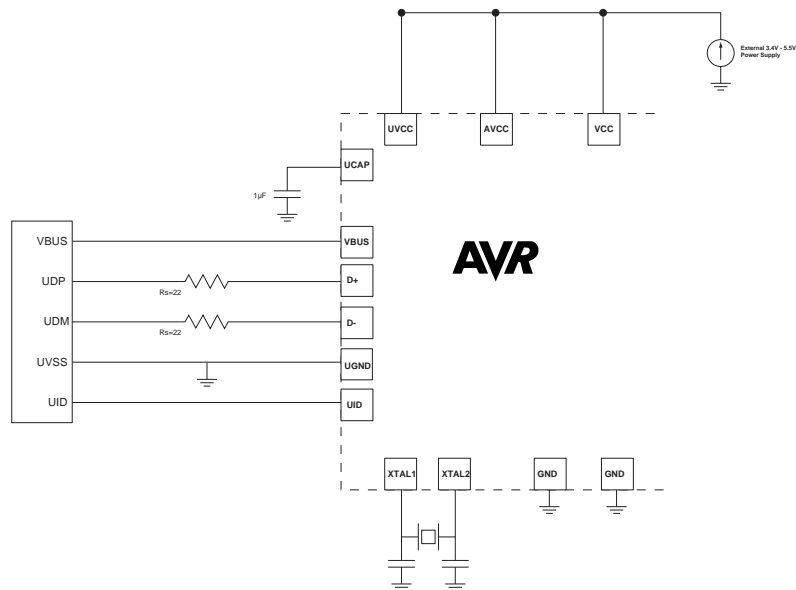 External 3.4V - 5.5V
Power Supply
UVCC
AVCC
VCC
UCAP
1µF
VBUS
VBUS
UDP
Rs=22
D+
UDM
Rs=22
D-
UVSS
UGND
UID
UID
AVR
XTAL1
XTAL2
GND
GND